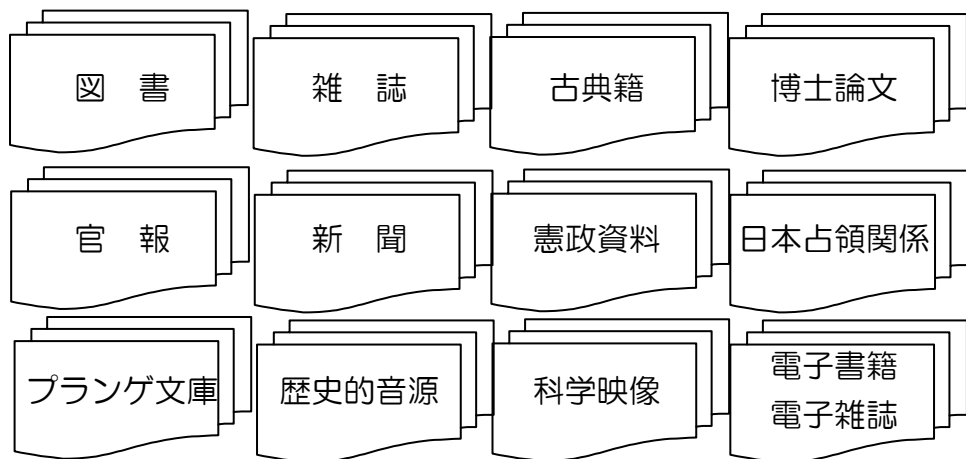 図　書
雑　誌
古典籍
博士論文
官　報
新　聞
憲政資料
日本占領関係
プランゲ文庫
歴史的音源
科学映像
電子書籍
電子雑誌